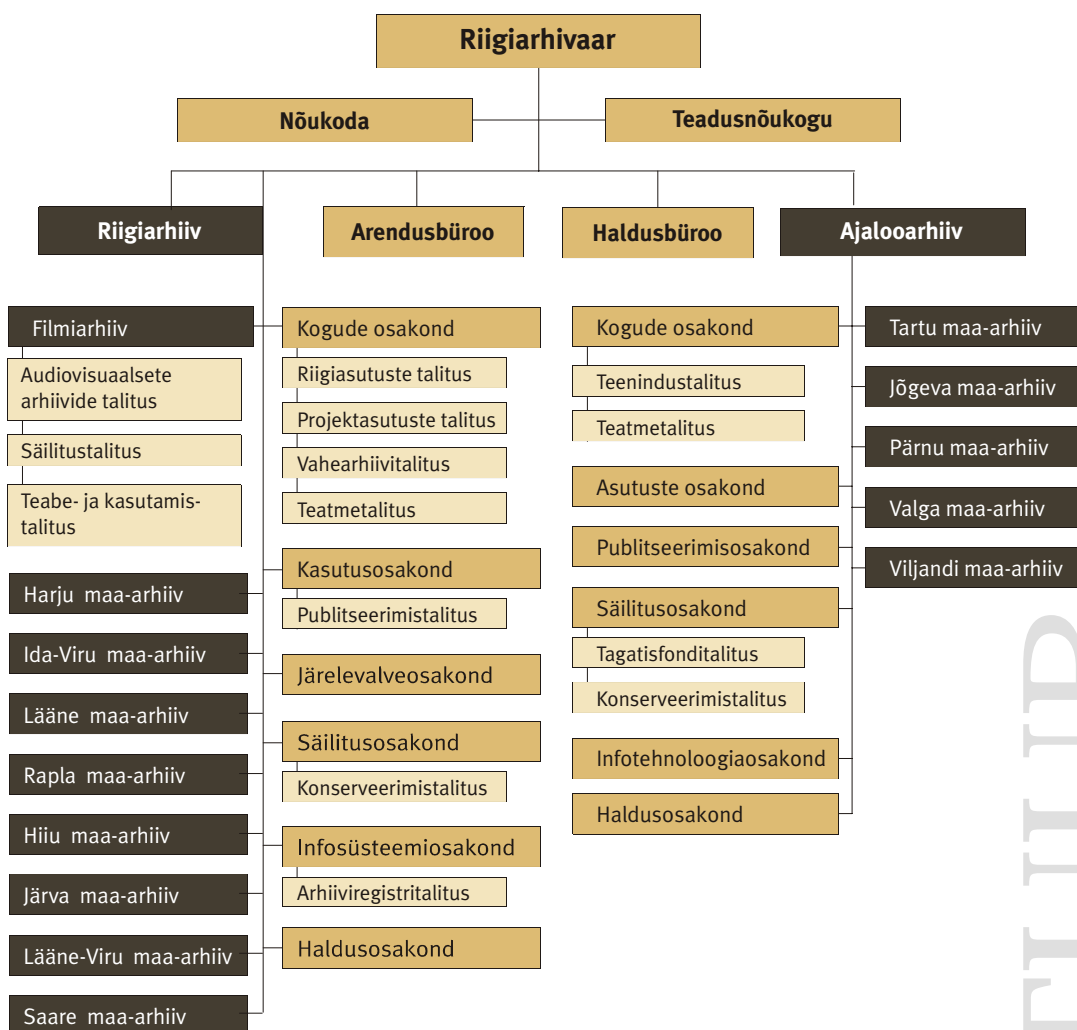 Riigiarhivaar
Nõukoda
Teadusnõukogu
Riigiarhiiv
Arendusbüroo
Haldusbüroo
Ajalooarhiiv
Filmiarhiiv
Audiovisuaalsete
arhiivide talitus
Säilitustalitus
Teabe- ja kasutamis-
talitus
Harju maa-arhiiv
Ida-Viru maa-arhiiv
Lääne maa-arhiiv
Rapla maa-arhiiv
Hiiu maa-arhiiv
Järva maa-arhiiv
Lääne-Viru maa-arhiiv
Saare maa-arhiiv
Kogude osakond
Riigiasutuste talitus
Projektasutuste talitus
Vahearhiivitalitus
Teatmetalitus
Kasutusosakond
Publitseerimistalitus
Järelevalveosakond
Säilitusosakond
Konserveerimistalitus
Infosüsteemiosakond
Arhiiviregistritalitus
Haldusosakond
Kogude osakond
Teenindustalitus
Teatmetalitus
Asutuste osakond
Publitseerimisosakond
Säilitusosakond
Tagatisfonditalitus
Konserveerimistalitus
Infotehnoloogiaosakond
Haldusosakond
Tartu maa-arhiiv
Jõgeva maa-arhiiv
Pärnu maa-arhiiv
Valga maa-arhiiv
Viljandi maa-arhiiv